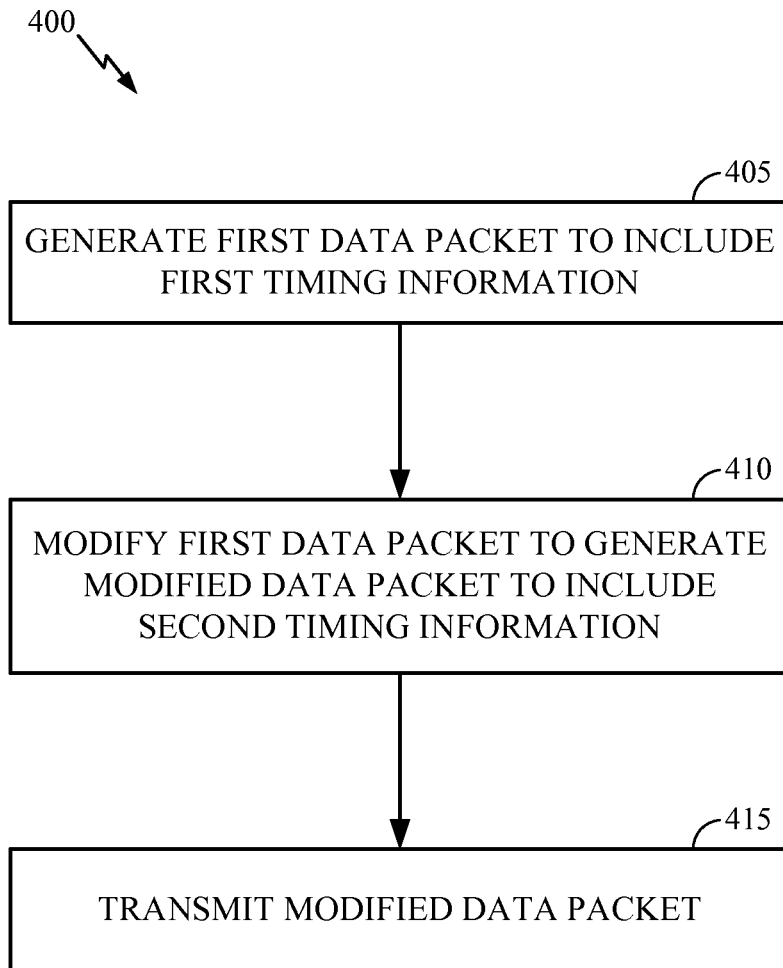 400
405
GENERATE FIRST DATA PACKET TO INCLUDE
FIRST TIMING INFORMATION
410
MODIFY FIRST DATA PACKET TO GENERATE
MODIFIED DATA PACKET TO INCLUDE
SECOND TIMING INFORMATION
415
TRANSMIT MODIFIED DATA PACKET